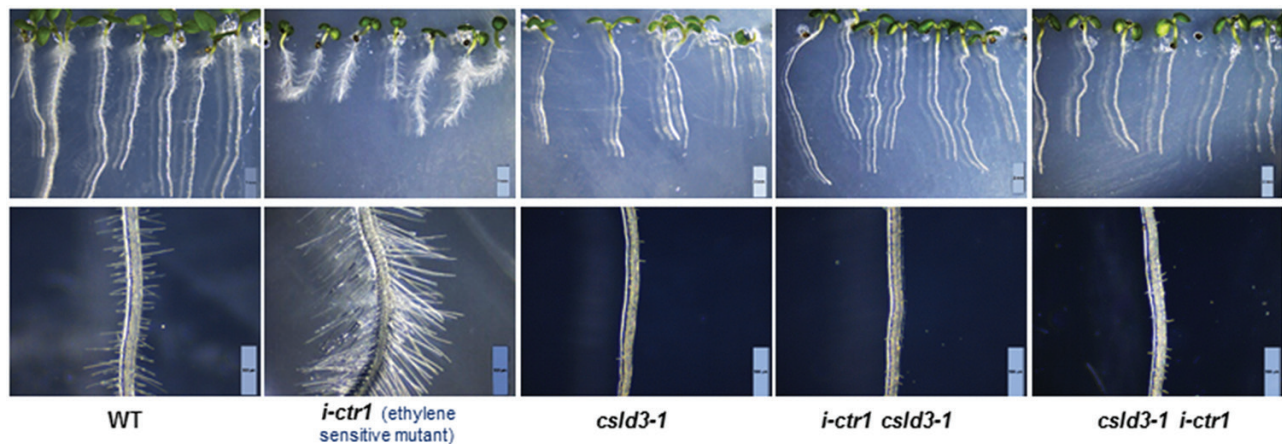 WT
i-ctr1 (ethylene
sensitive mutant)
csld3-1
i-ctr1 csld3-1
csld3-1 i-ctr1